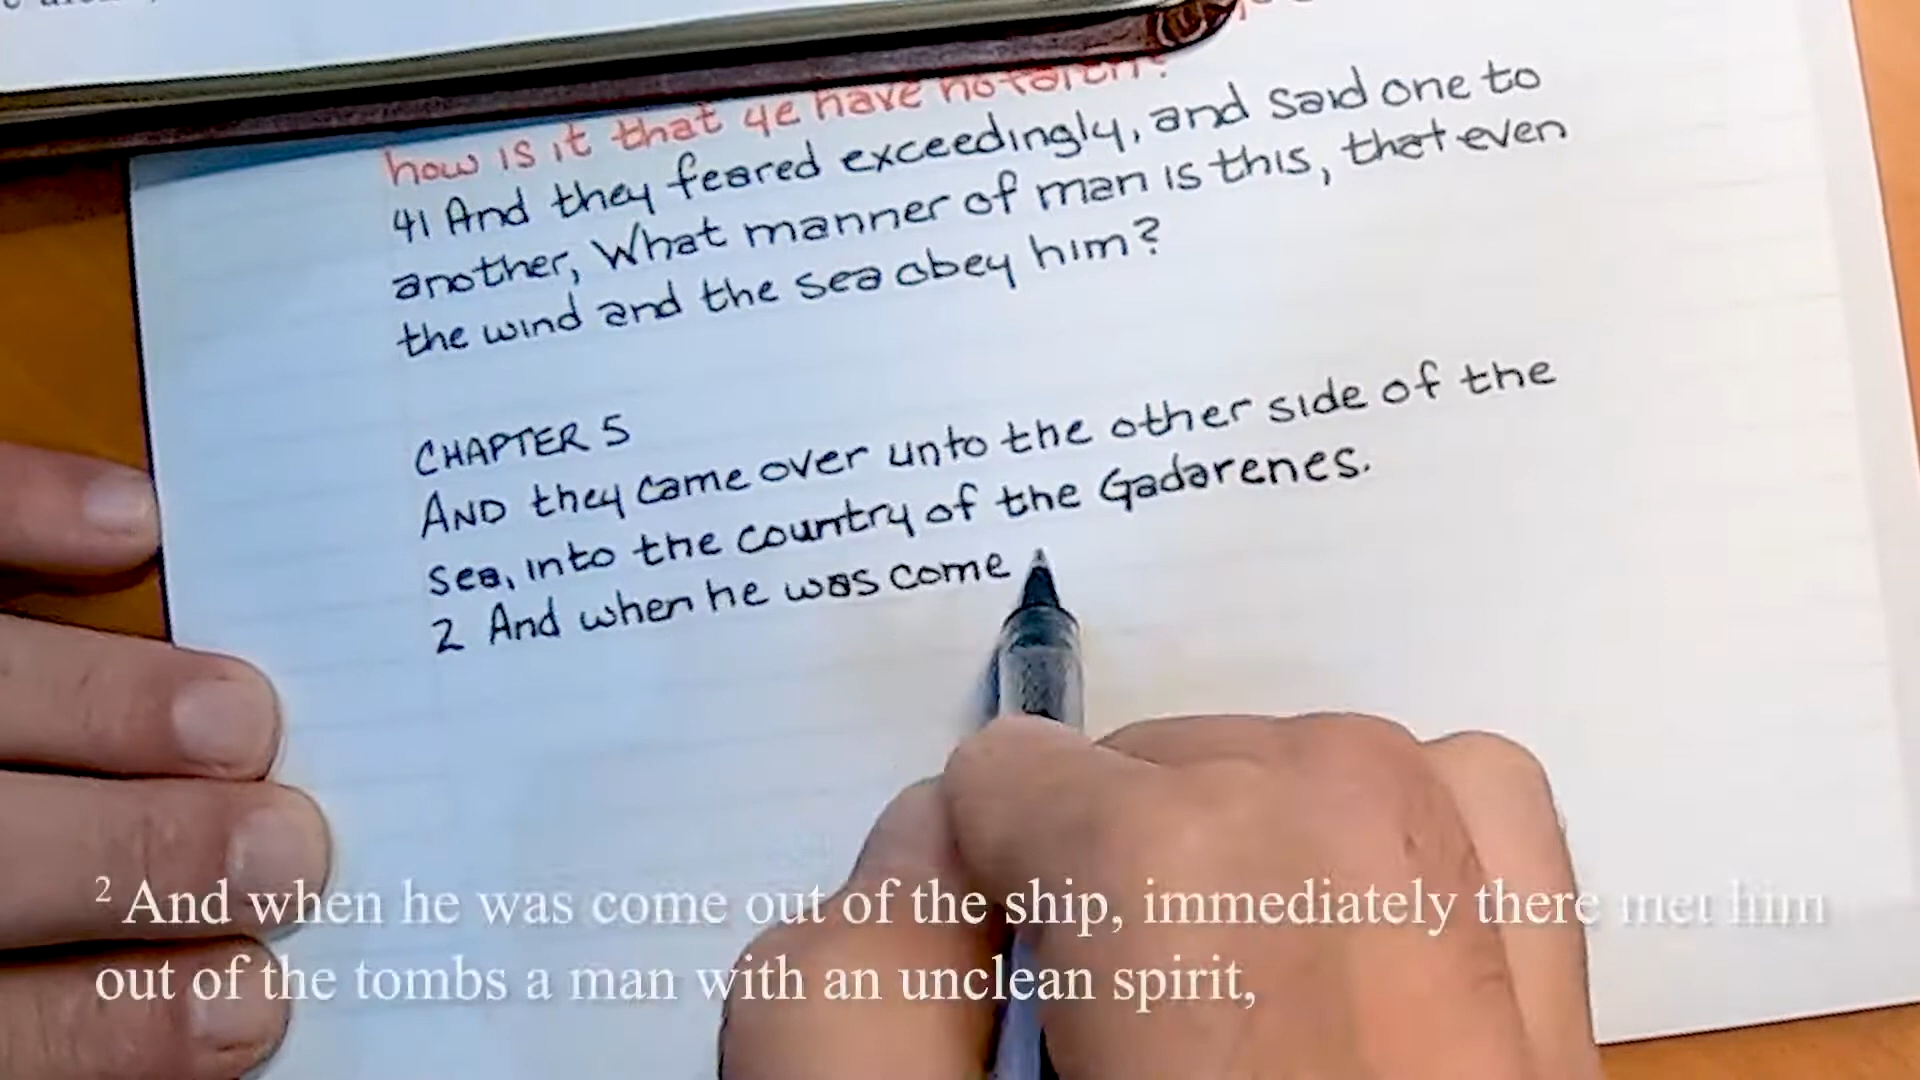 how is it that ye have no faith?
41 And they feared exceedingly, and said one to
another, What manner of man is this, that even
the wind and the sea obey him?
CHAPTER 5
AND they came over unto the other side of the
sea, into the country of the Gadarenes.
2 And when he was come
2 And when he was come out of the ship, immediately there met him
out of the tombs a man with an unclean spirit,